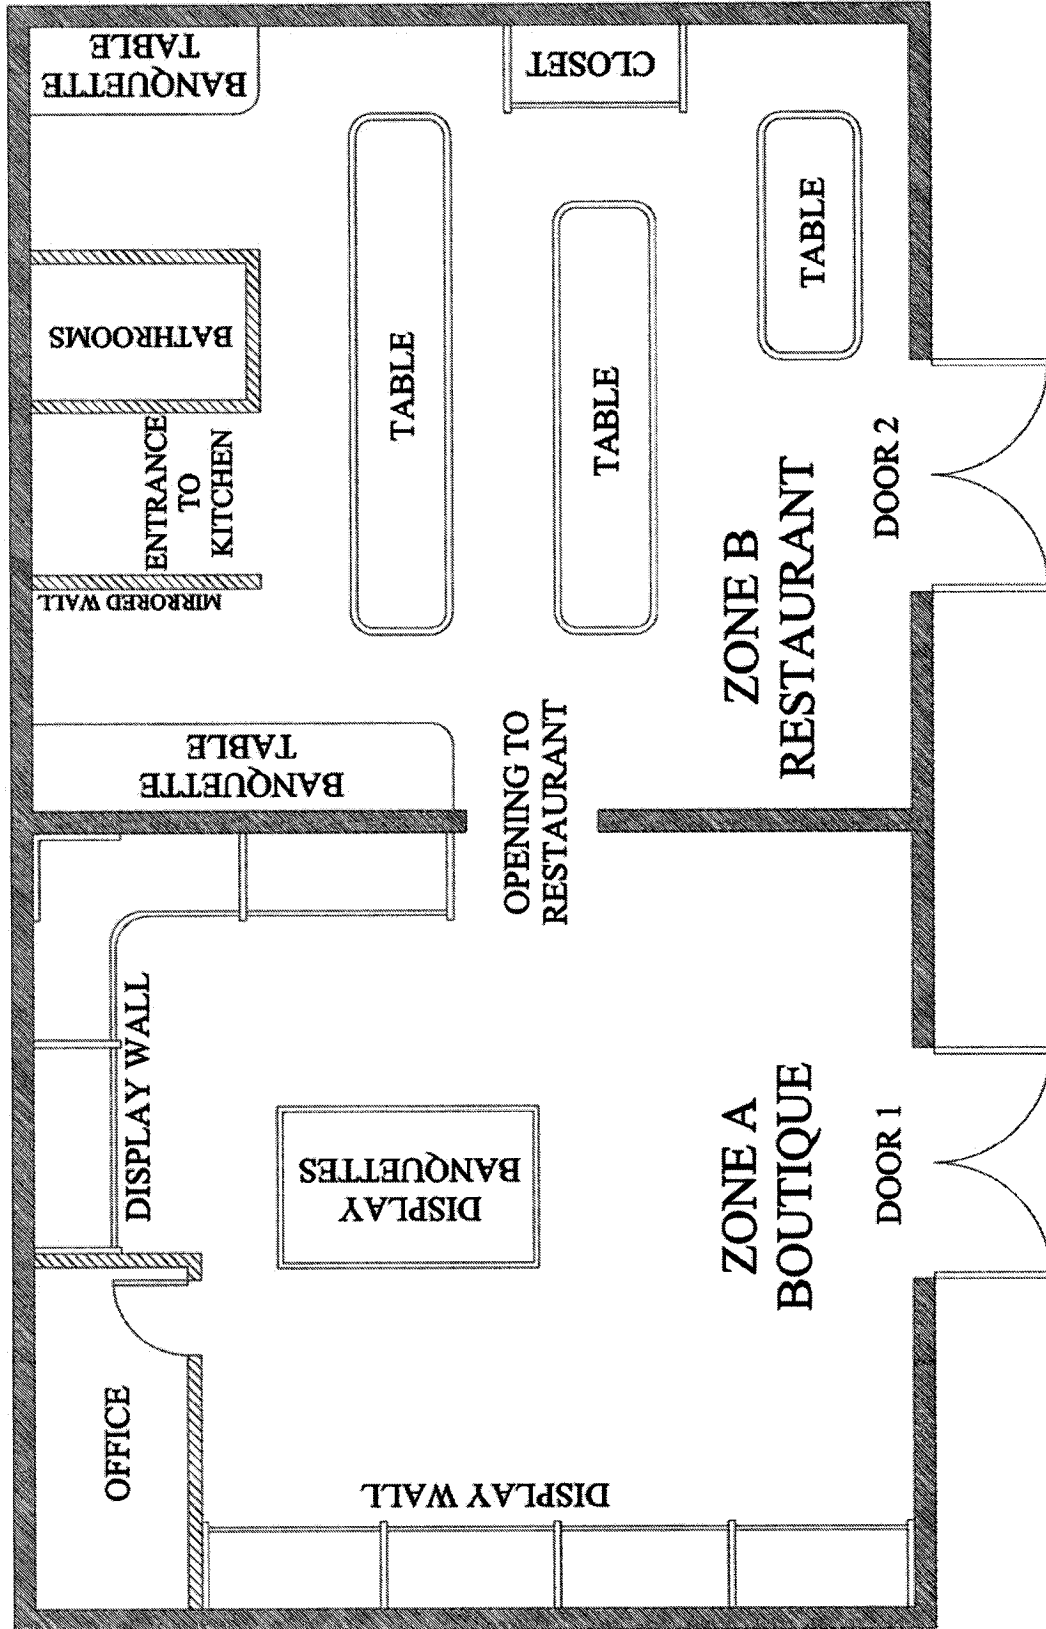 OFFICE
DISPLAY WALL
DISPLAY WALL
DISPLAY
BANQUETTES
ZONE A
BOUTIQUE
DOOR 1
OPENING TO
RESTAURANT
BANQUETTE
TABLE
MIRRORED WALL
ENTRANCE
TO
KITCHEN
BATHROOMS
BANQUETTE
TABLE
TABLE
TABLE
TABLE
CLOSET
ZONE B
RESTAURANT
DOOR 2